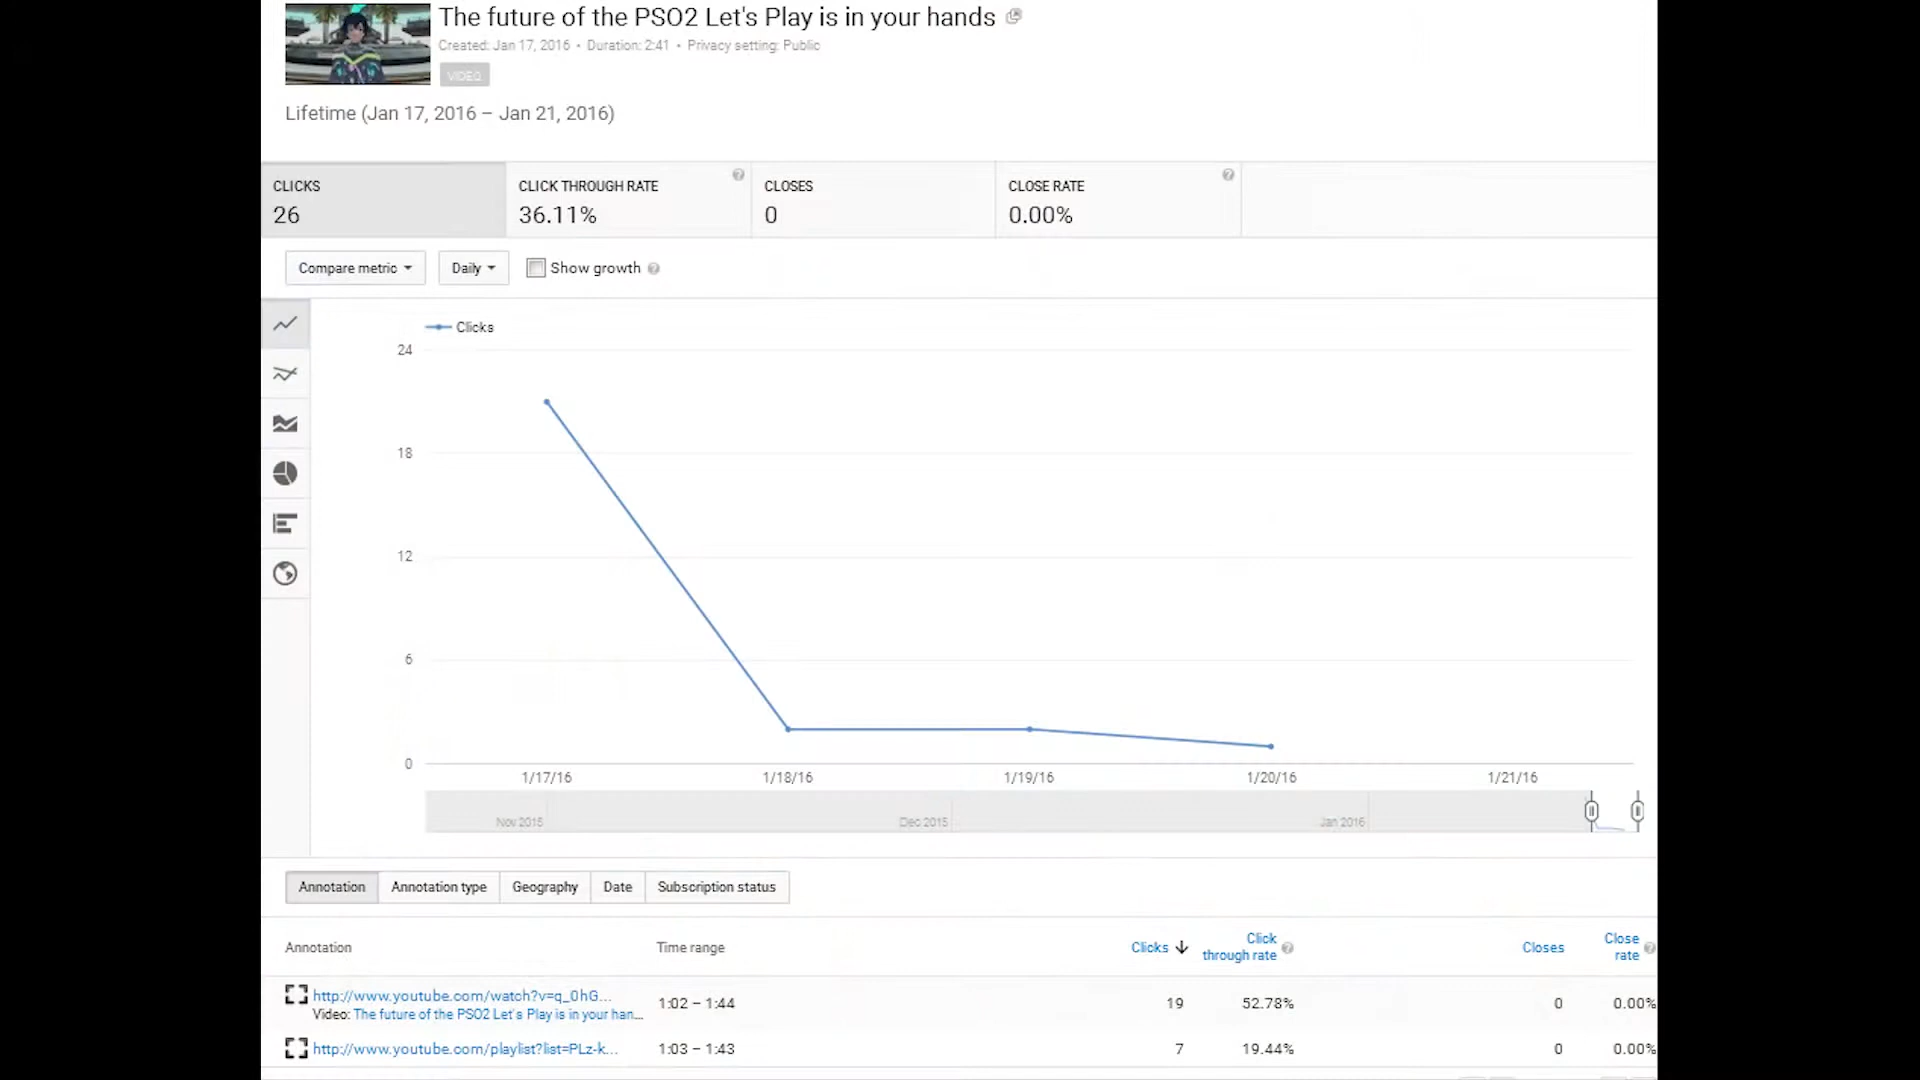 The future of the PSO2 Let's Play is in your hands
Created: Jan 17, 2016 • Duration: 2:41 • Privacy setting: Public
VIDEO
Lifetime (Jan 17, 2016 – Jan 21, 2016)
CLICKS
26
CLICK THROUGH RATE
36.11%
CLOSES
0
CLOSE RATE
0.00%
Compare metric
Daily
Show growth
Clicks
24
18
12
6
0
1/17/16
1/18/16
1/19/16
1/20/16
1/21/16
Nov 2015
Dec 2015
Jan 2016
Annotation
Annotation type
Geography
Date
Subscription status
Annotation
Time range
Clicks
Click
through rate
Closes
Close
rate
http://www.youtube.com/watch?v=q_0hG...
Video: The future of the PSO2 Let's Play is in your han...
1:02 – 1:44
19
52.78%
0
0.00%
http://www.youtube.com/playlist?list=PLz-k...
1:03 – 1:43
7
19.44%
0
0.00%